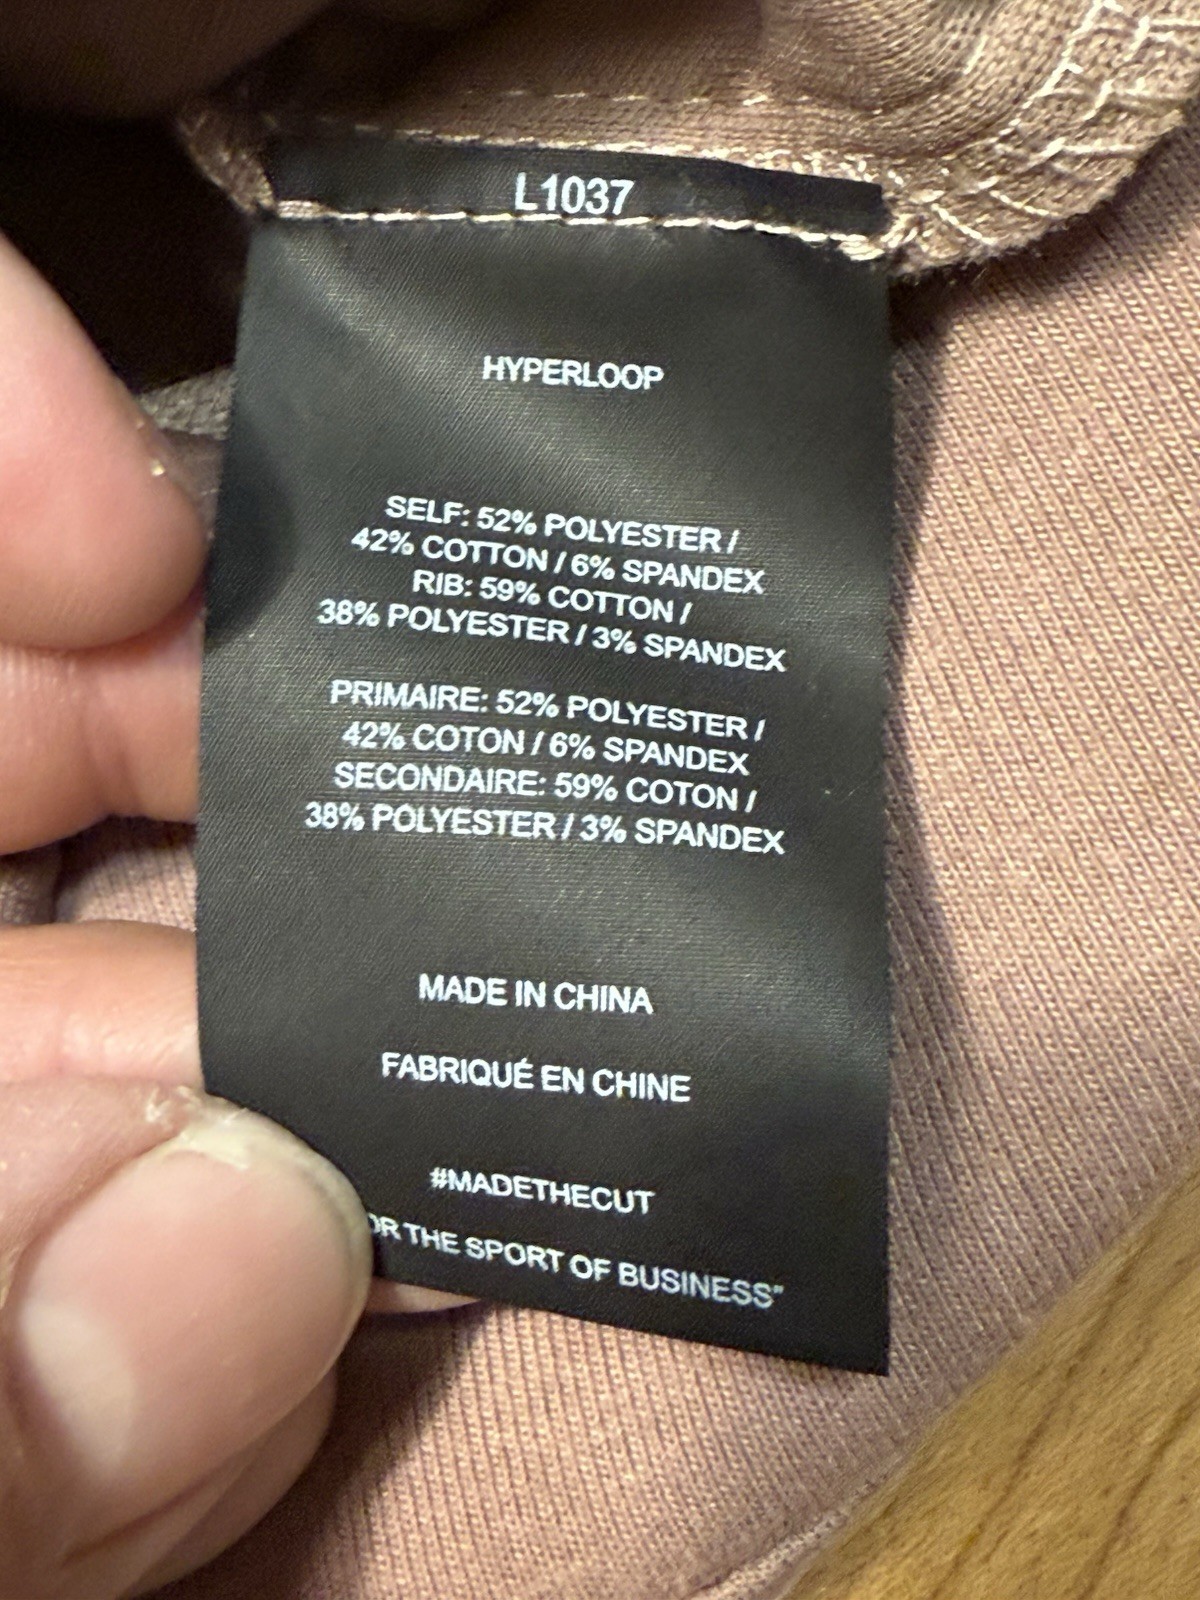 L1037
HYPERLOOP
SELF: 52% POLYESTER /
42% COTTON / 6% SPANDEX
RIB: 59% COTTON /
38% POLYESTER / 3% SPANDEX
PRIMAIRE: 52% POLYESTER /
42% COTON / 6% SPANDEX
SECONDAIRE: 59% COTON /
38% POLYESTER / 3% SPANDEX
MADE IN CHINA
FABRIQUÉ EN CHINE
#MADETHECUT
THE SPORT OF BUSINESS"